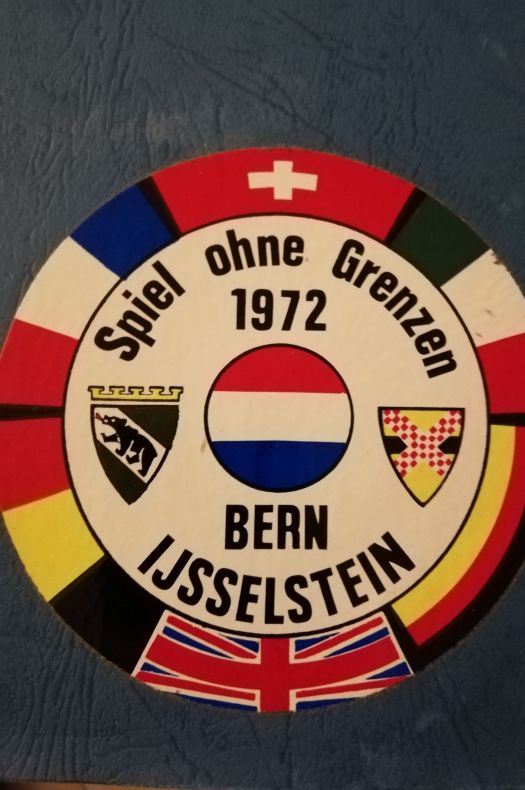 Spiel ohne Grenzen
1972
BERN
IJSSELSTEIN